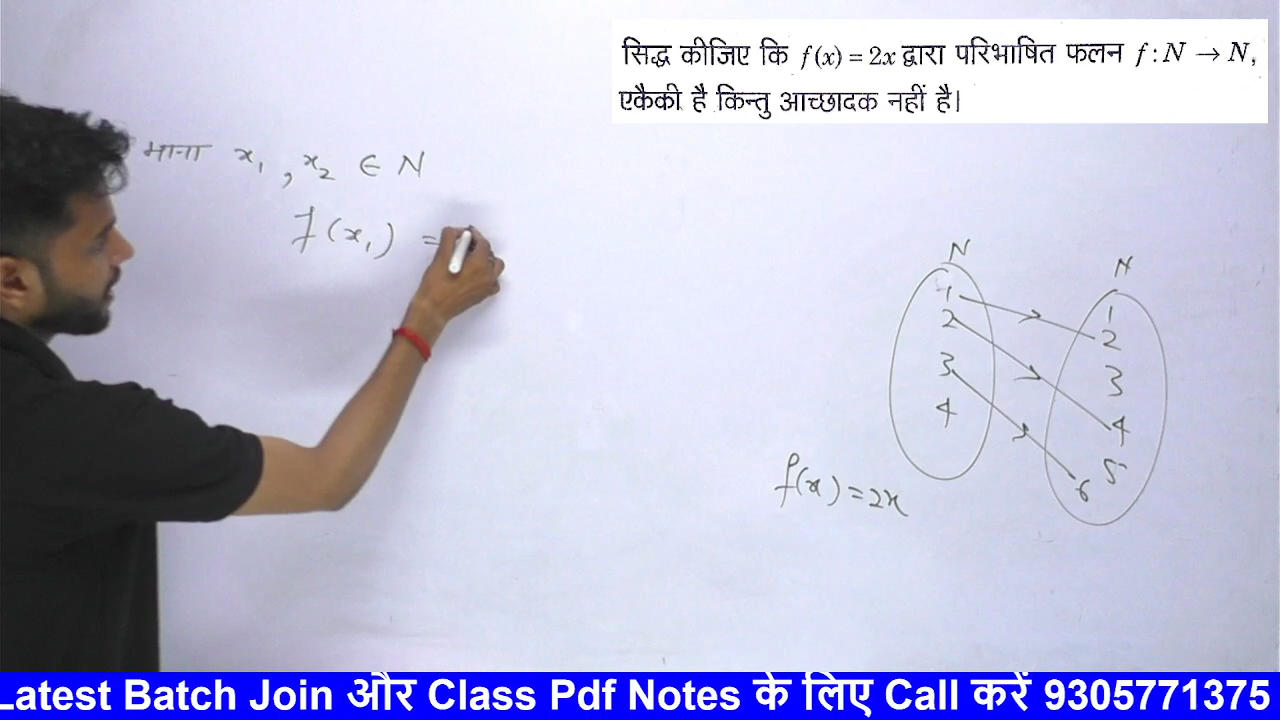 सिद्ध कीजिए कि f(x) = 2x द्वारा परिभाषित फलन f : N → N,
एकैकी है किन्तु आच्छादक नहीं है।
माना x₁, x₂ ∈ N
f(x₁) =
N N
1 1
2 2
3 3
4 4
5
6
f(x) = 2x
Latest Batch Join और Class Pdf Notes के लिए Call करें 9305771375